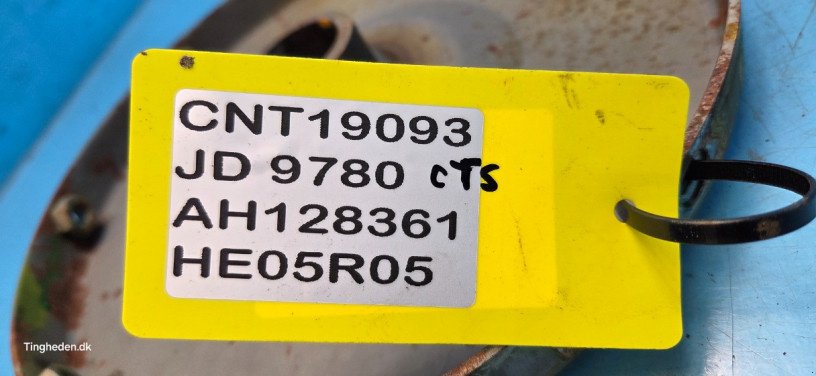 CNT19093
JD 9780 cTs
AH128361
HE05R05
Tingheden.dk